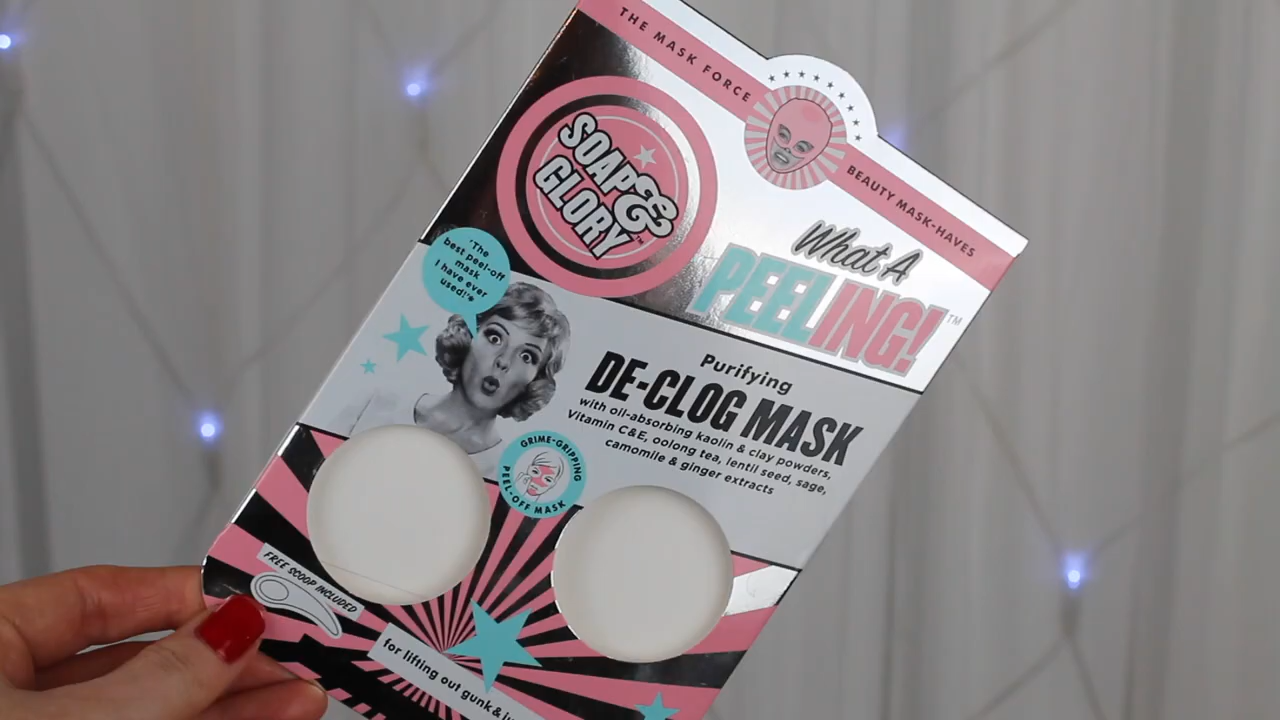 THE MASK FORCE
BEAUTY MASK-HAVES
SOAP &
GLORY™
What A
PEELING!™
"The
best peel-off
mask
I have ever
used!"*
Purifying
DE-CLOG MASK
with oil-absorbing kaolin & clay powders,
Vitamin C&E, oolong tea, lentil seed, sage,
camomile & ginger extracts
GRIME-GRIPPING
PEEL-OFF MASK
FREE SCOOP INCLUDED
for lifting out gunk &